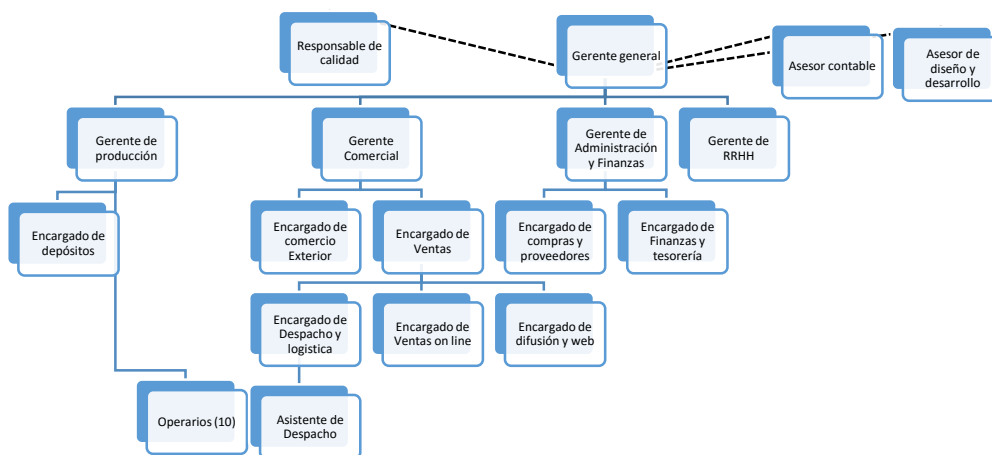 Responsable de
calidad
Gerente general
Asesor contable
Asesor de
diseño y
desarrollo
Gerente de
producción
Gerente
Comercial
Gerente de
Administración
y Finanzas
Gerente de
RRHH
Encargado de
depósitos
Encargado de
comercio
Exterior
Encargado de
Ventas
Encargado de
compras y
proveedores
Encargado de
Finanzas y
tesorería
Encargado de
Despacho y
logistica
Encargado de
Ventas on line
Encargado de
difusión y web
Operarios (10)
Asistente de
Despacho